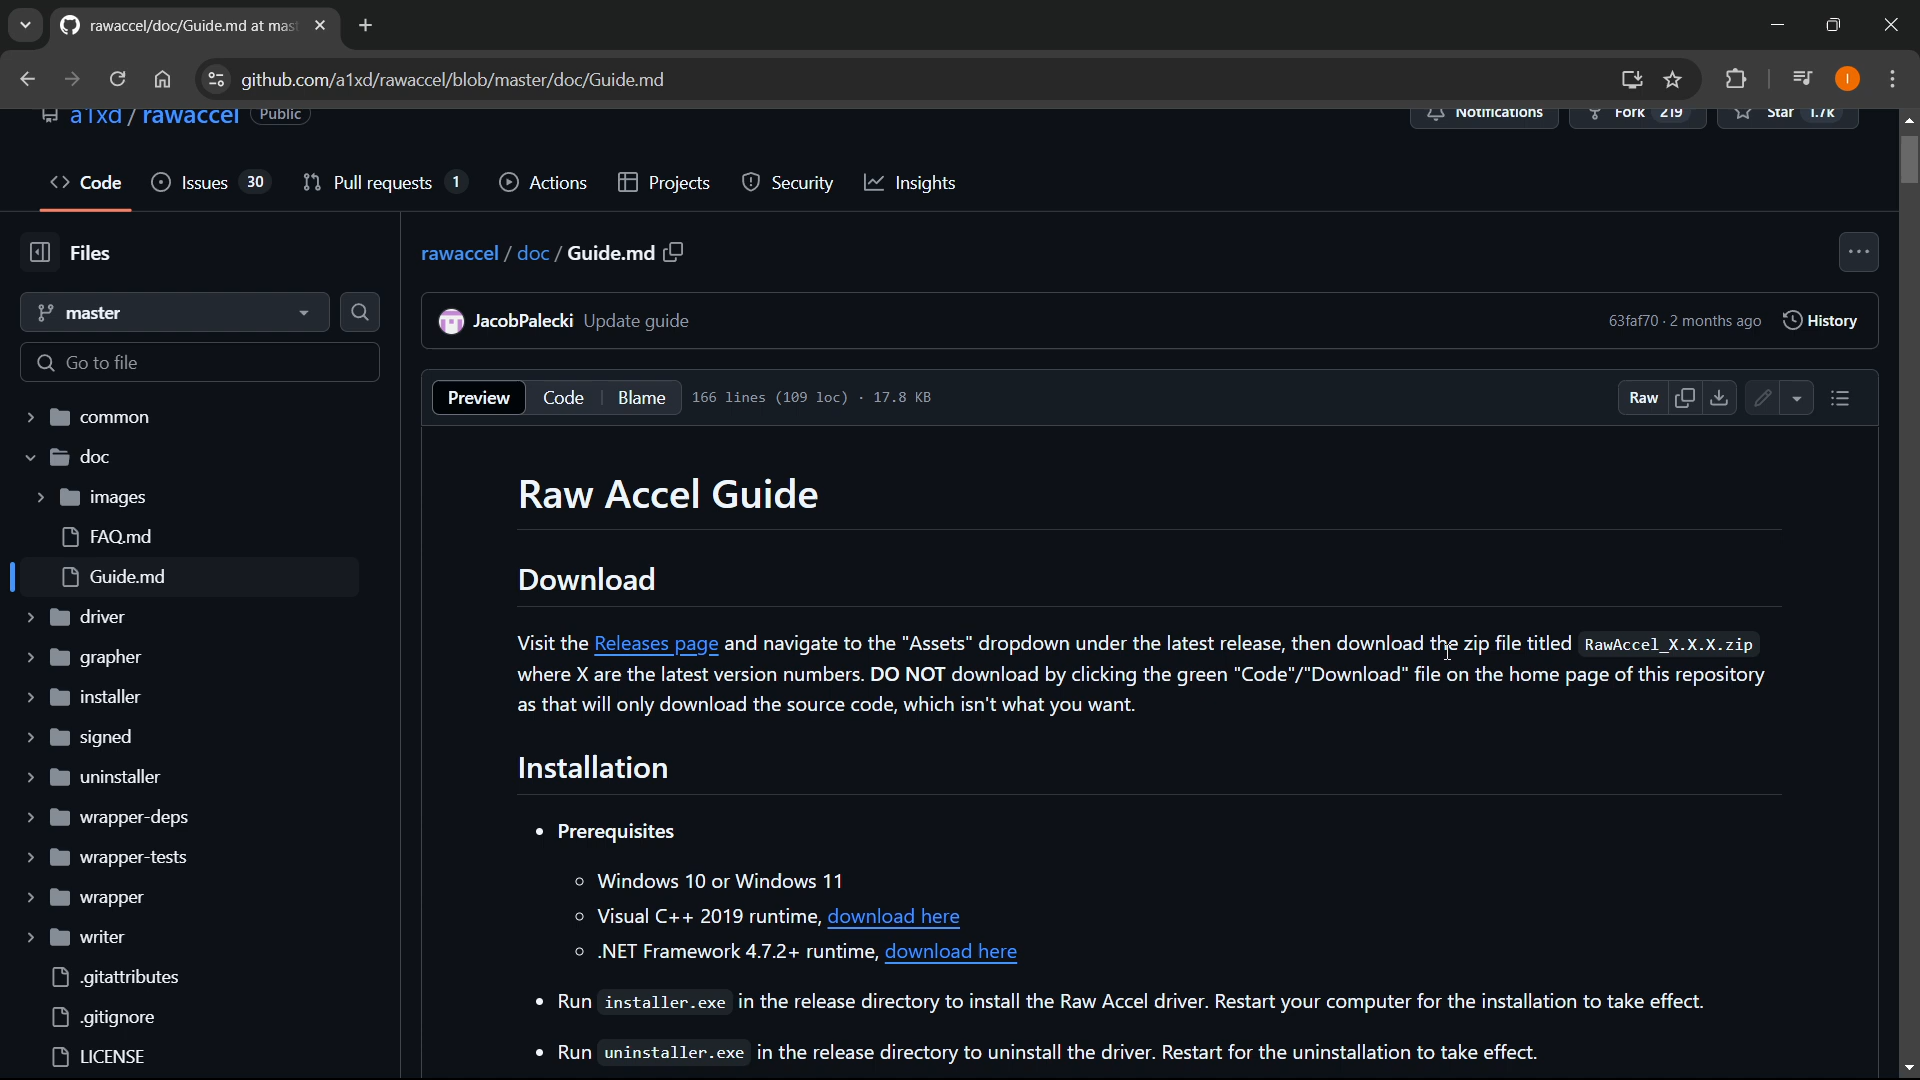 rawaccel/doc/Guide.md at mast
github.com/a1xd/rawaccel/blob/master/doc/Guide.md
I
a1xd / rawaccel Public
Notifications
Fork 219
Star 1.7k
Code
Issues 30
Pull requests 1
Actions
Projects
Security
Insights
Files
master
Go to file
common
doc
images
FAQ.md
Guide.md
driver
grapher
installer
signed
uninstaller
wrapper-deps
wrapper-tests
wrapper
writer
.gitattributes
.gitignore
LICENSE
rawaccel / doc / Guide.md
JacobPalecki Update guide
63faf70 · 2 months ago
History
Preview Code Blame 166 lines (109 loc) · 17.8 KB
Raw
Raw Accel Guide
Download
Visit the Releases page and navigate to the "Assets" dropdown under the latest release, then download the zip file titled RawAccel_X.X.X.zip
where X are the latest version numbers. DO NOT download by clicking the green "Code"/"Download" file on the home page of this repository
as that will only download the source code, which isn't what you want.
Installation
• Prerequisites
◦ Windows 10 or Windows 11
◦ Visual C++ 2019 runtime, download here
◦ .NET Framework 4.7.2+ runtime, download here
• Run installer.exe in the release directory to install the Raw Accel driver. Restart your computer for the installation to take effect.
• Run uninstaller.exe in the release directory to uninstall the driver. Restart for the uninstallation to take effect.